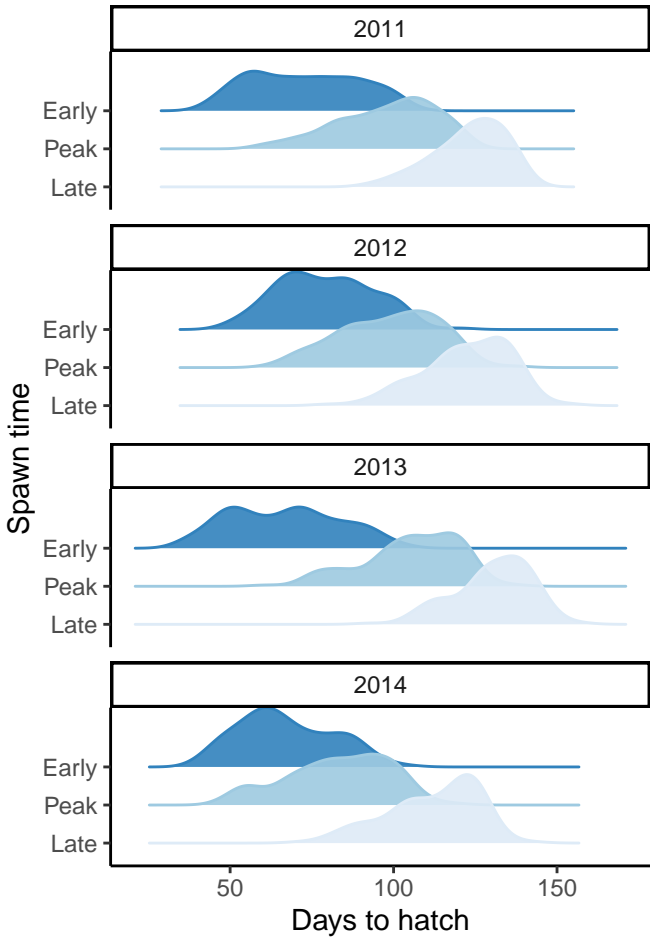 2011
Early
Peak
Late
2012
Early
Peak
Late
2013
Early
Peak
Late
2014
Early
Peak
Late
50 100 150
Days to hatch
Spawn time